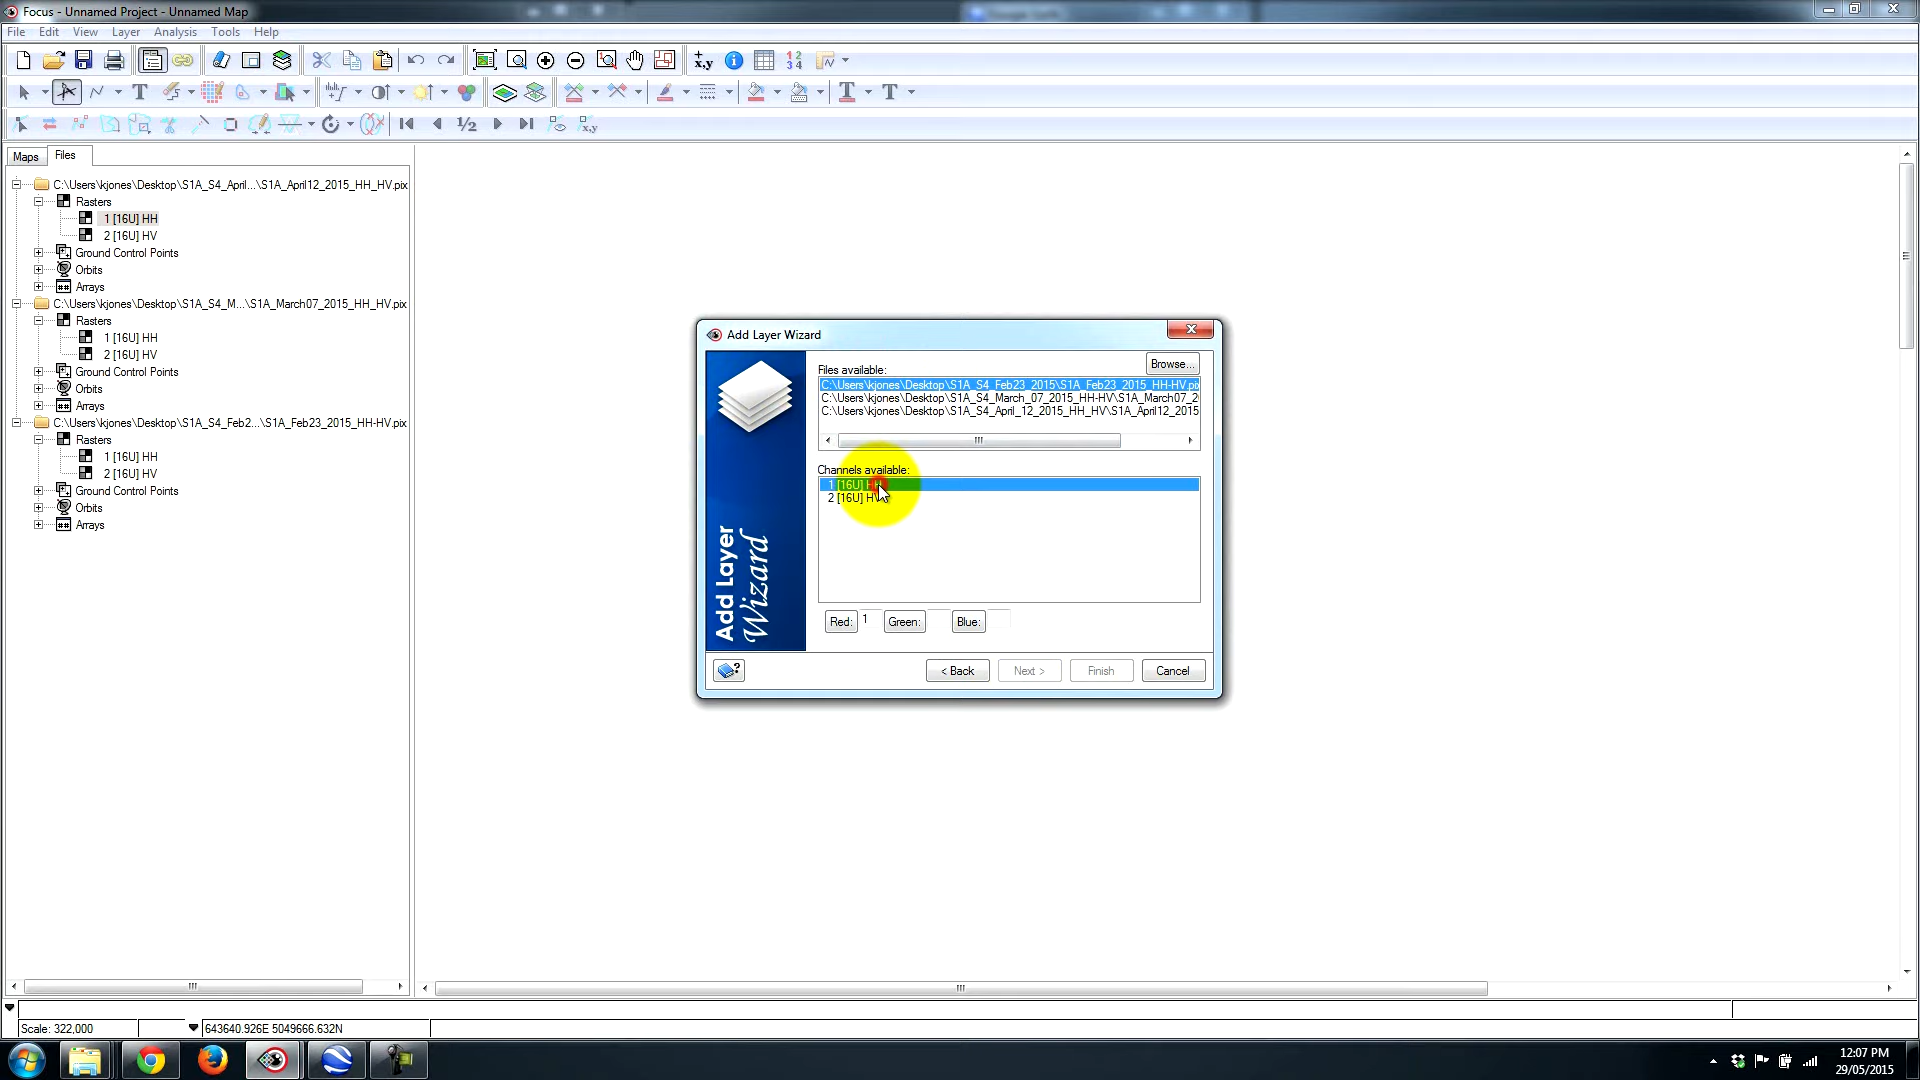 Focus - Unnamed Project - Unnamed Map
File Edit View Layer Analysis Tools Help
Maps Files
C:\Users\kjones\Desktop\S1A_S4_April...\S1A_April12_2015_HH_HV.pix
Rasters
1 [16U] HH
2 [16U] HV
Ground Control Points
Orbits
Arrays
C:\Users\kjones\Desktop\S1A_S4_M...\S1A_March07_2015_HH_HV.pix
Rasters
1 [16U] HH
2 [16U] HV
Ground Control Points
Orbits
Arrays
C:\Users\kjones\Desktop\S1A_S4_Feb2...\S1A_Feb23_2015_HH-HV.pix
Rasters
1 [16U] HH
2 [16U] HV
Ground Control Points
Orbits
Arrays
Add Layer Wizard
Add Layer
Wizard
Browse...
Files available:
C:\Users\kjones\Desktop\S1A_S4_Feb23_2015\S1A_Feb23_2015_HH-HV.pix
C:\Users\kjones\Desktop\S1A_S4_March_07_2015_HH-HV\S1A_March07_2
C:\Users\kjones\Desktop\S1A_S4_April_12_2015_HH_HV\S1A_April12_2015
Channels available:
1 [16U] HH
2 [16U] HV
Red: 1 Green: Blue:
< Back Next > Finish Cancel
Scale: 322,000
643640.926E 5049666.632N
12:07 PM
29/05/2015